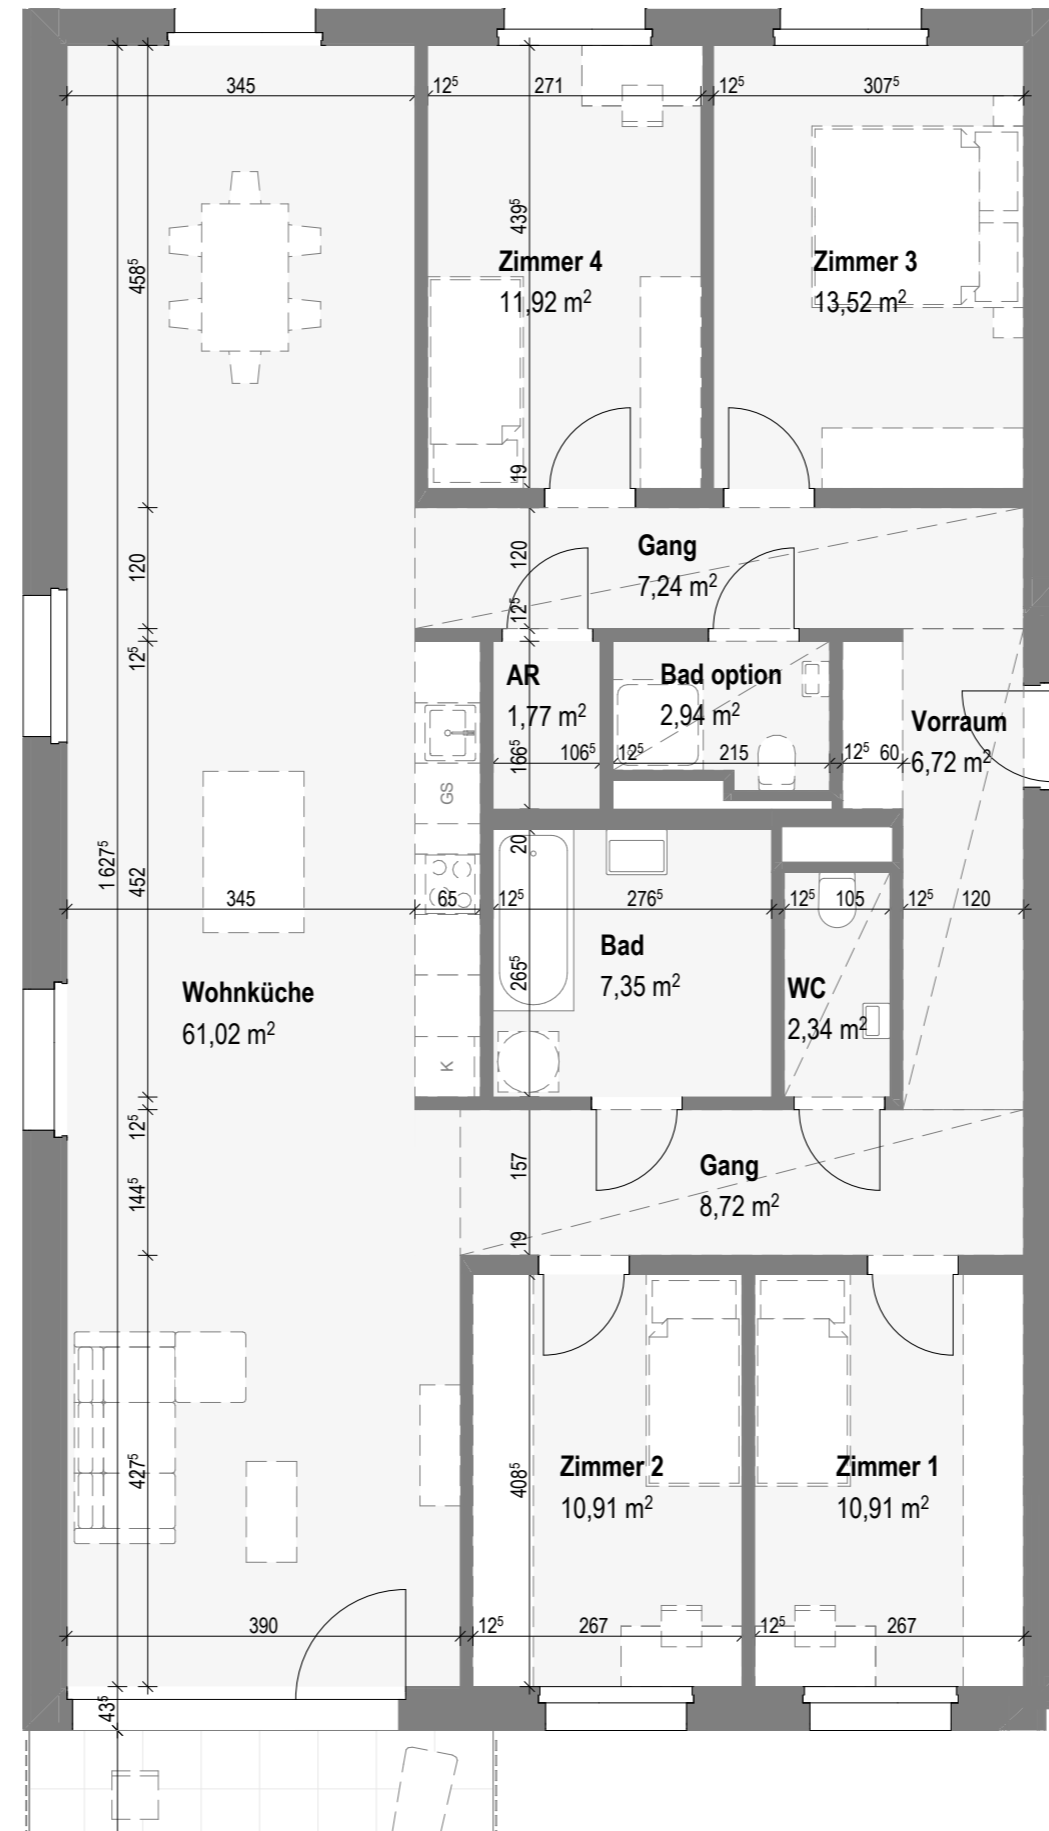 345
12⁵
271
12⁵
307⁵
439⁵
458⁵
Zimmer 4
11,92 m²
Zimmer 3
13,52 m²
19
Gang
7,24 m²
120
120
12⁵
12⁵
AR
1,77 m²
Bad option
2,94 m²
Vorraum
6,72 m²
166⁵
106⁵
12⁵
215
12⁵
60
GS
20
1 627⁵
452
345
65
12⁵
276⁵
12⁵
105
12⁵
120
Bad
7,35 m²
265⁵
WC
2,34 m²
Wohnküche
61,02 m²
K
12⁵
144⁵
157
Gang
8,72 m²
19
427⁵
408⁵
Zimmer 2
10,91 m²
Zimmer 1
10,91 m²
390
12⁵
267
12⁵
267
43⁵